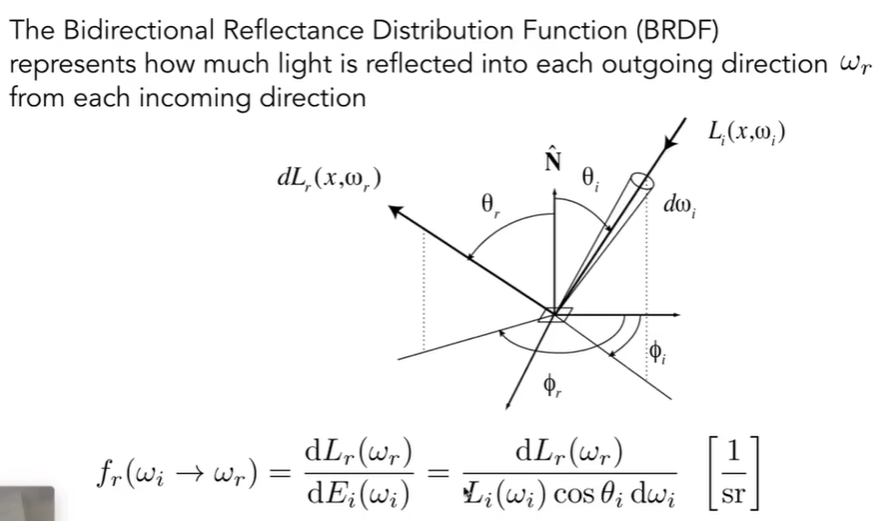 The Bidirectional Reflectance Distribution Function (BRDF)
represents how much light is reflected into each outgoing direction ωr
from each incoming direction
Li(x,ωi)
dLr(x,ωr)
N̂
θi
θr
dωi
ϕi
ϕr
fr(ωi → ωr) = dLr(ωr) / dEi(ωi) = dLr(ωr) / Li(ωi) cos θi dωi [1/sr]